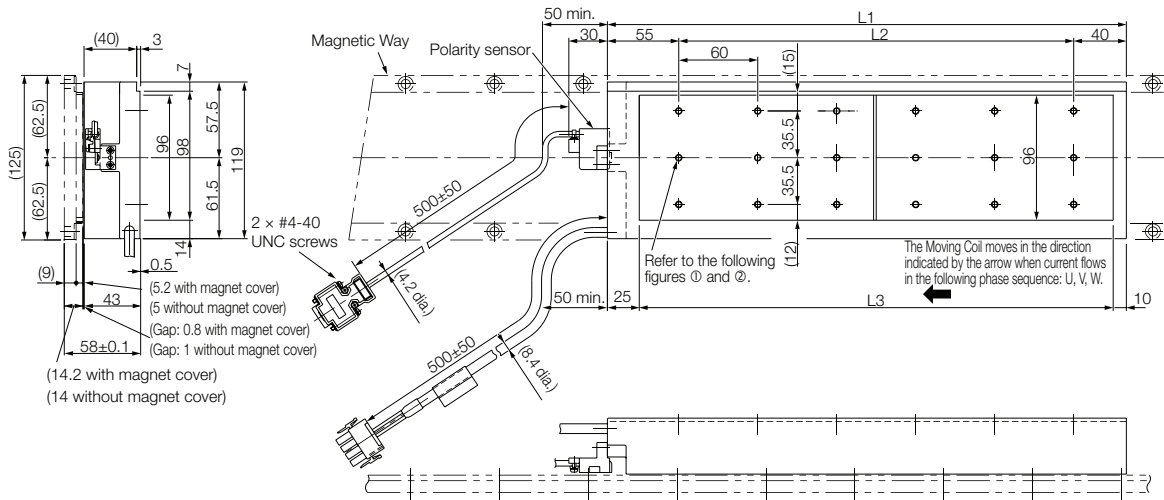 50 min.
L1
(40)
3
Magnetic Way
Polarity sensor
30
55
L2
40
60
7
(15)
(125)
(62.5)
(62.5)
96
98
57.5
61.5
119
35.5
35.5
96
500±50
2 × #4-40
UNC screws
14
(12)
Refer to the following
figures ① and ②.
The Moving Coil moves in the direction
indicated by the arrow when current flows
in the following phase sequence: U, V, W.
0.5
(9)
(5.2 with magnet cover)
(5 without magnet cover)
43
(4.2 dia.)
50 min.
25
L3
10
(Gap: 0.8 with magnet cover)
(Gap: 1 without magnet cover)
58±0.1
500±50
(8.4 dia.)
(14.2 with magnet cover)
(14 without magnet cover)